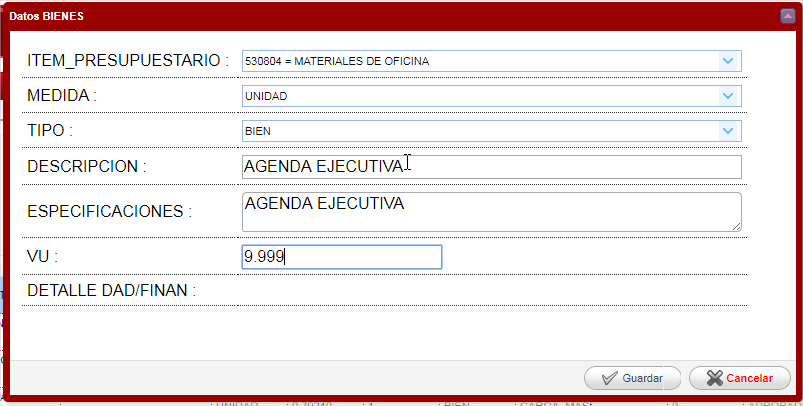 Datos BIENES
ITEM_PRESUPUESTARIO : 530804 = MATERIALES DE OFICINA
MEDIDA : UNIDAD
TIPO : BIEN
DESCRIPCION : AGENDA EJECUTIVA
ESPECIFICACIONES : AGENDA EJECUTIVA
VU : 9.999
DETALLE DAD/FINAN :
Guardar Cancelar